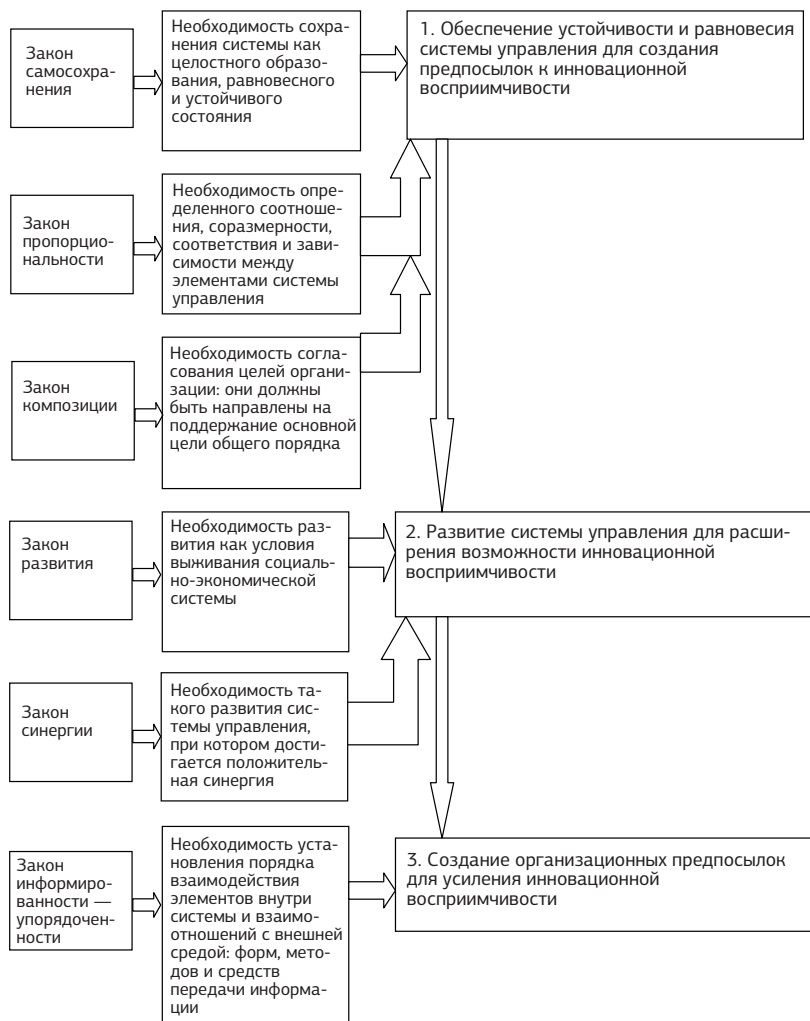 Закон
самосохра-
нения
Необходимость сохра-
нения системы как
целостного образо-
вания, равновесного
и устойчивого
состояния
1. Обеспечение устойчивости и равновесия
системы управления для создания
предпосылок к инновационной
восприимчивости
Закон
пропорцио-
нальности
Необходимость опре-
деленного соотноше-
ния, соразмерности,
соответствия и зави-
симости между
элементами системы
управления
Закон
композиции
Необходимость согла-
сования целей органи-
зации: они должны
быть направлены на
поддержание основной
цели общего порядка
Закон
развития
Необходимость раз-
вития как условия
выживания социаль-
но-экономической
системы
2. Развитие системы управления для расши-
рения возможности инновационной
восприимчивости
Закон
синергии
Необходимость та-
кого развития сис-
темы управления,
при котором дости-
гается положитель-
ная синергия
Закон
информиро-
ванности —
упорядочен-
ности
Необходимость уста-
новления порядка
взаимодействия
элементов внутри
системы и взаимо-
отношений с внешней
средой: форм, мето-
дов и средств
передачи информа-
ции
3. Создание организационных предпосылок
для усиления инновационной
восприимчивости